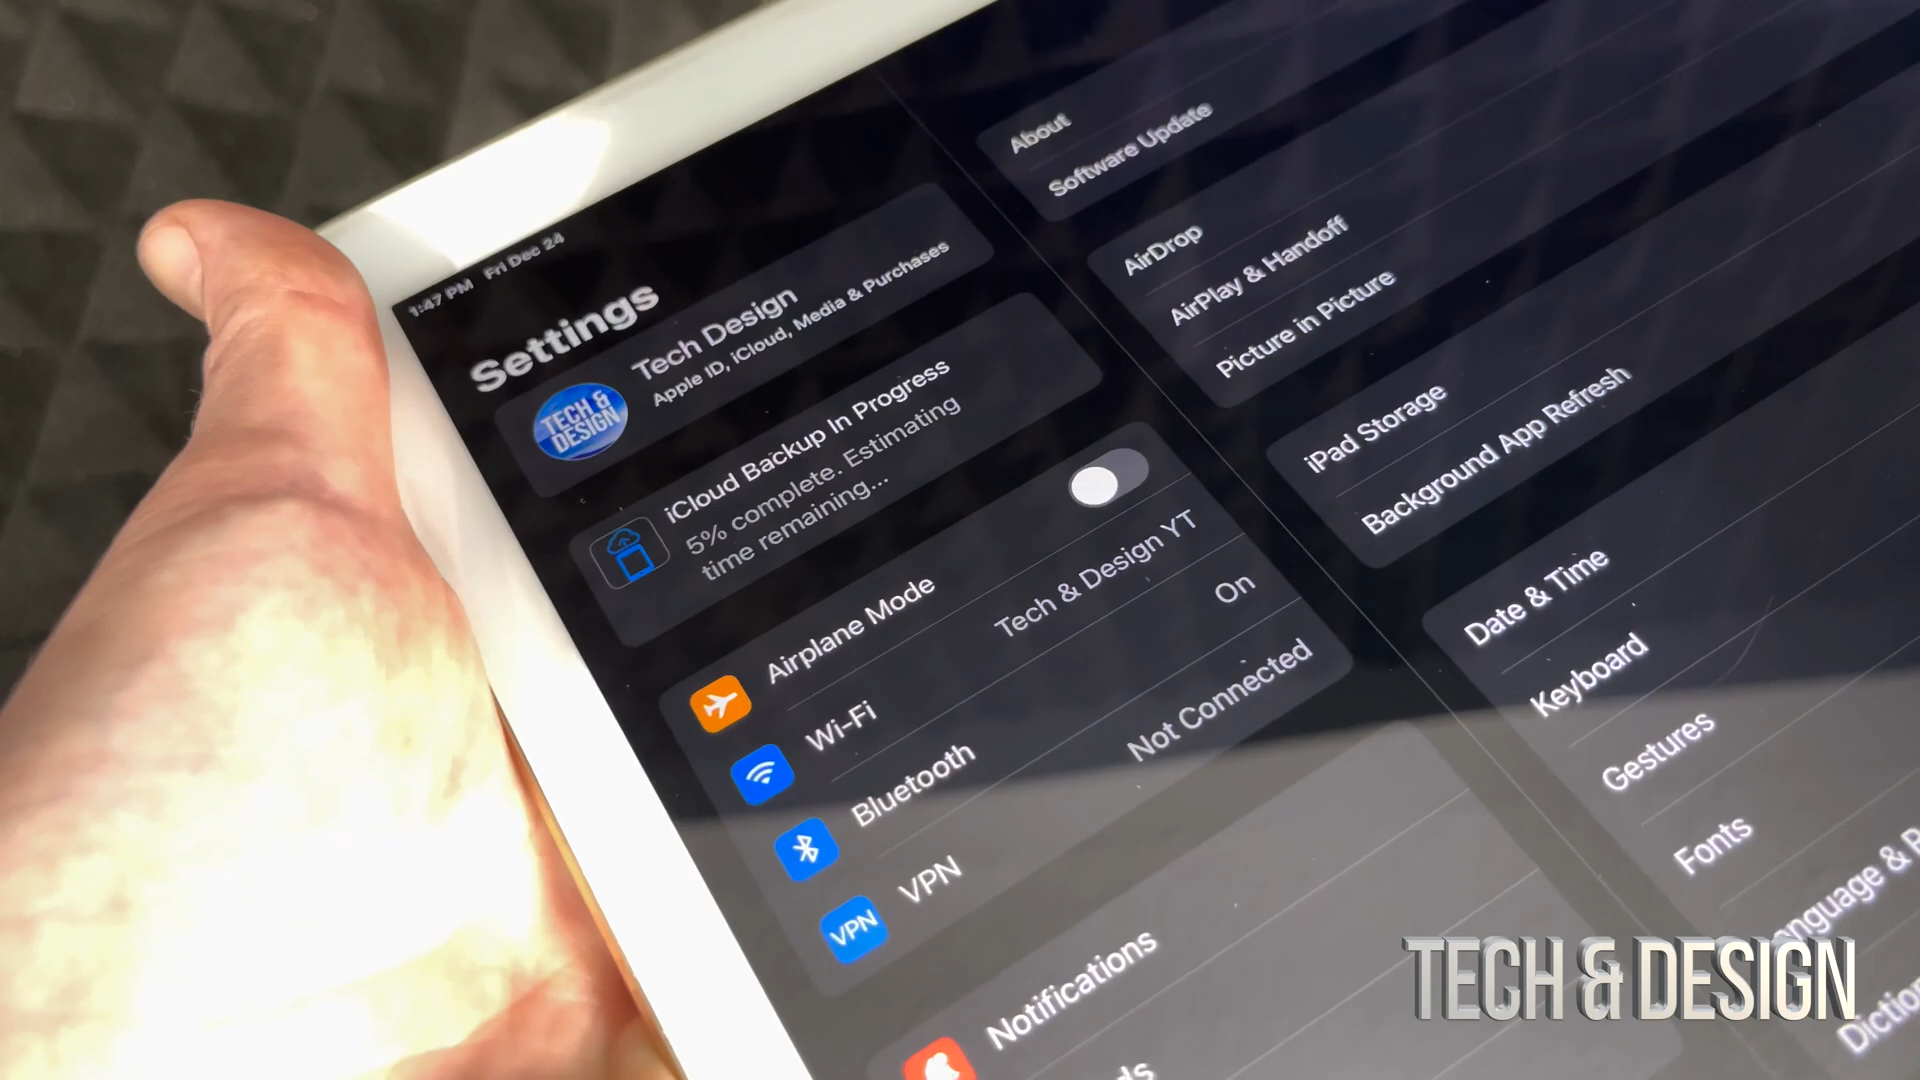 1:47 PM Fri Dec 24
Settings
TECH &
DESIGN
Tech Design
Apple ID, iCloud, Media & Purchases
iCloud Backup In Progress
5% complete. Estimating
time remaining...
Airplane Mode
Wi-Fi Tech & Design YT
Bluetooth On
VPN
VPN Not Connected
Notifications
About
Software Update
AirDrop
AirPlay & Handoff
Picture in Picture
iPad Storage
Background App Refresh
Date & Time
Keyboard
Gestures
Fonts
TECH & DESIGN